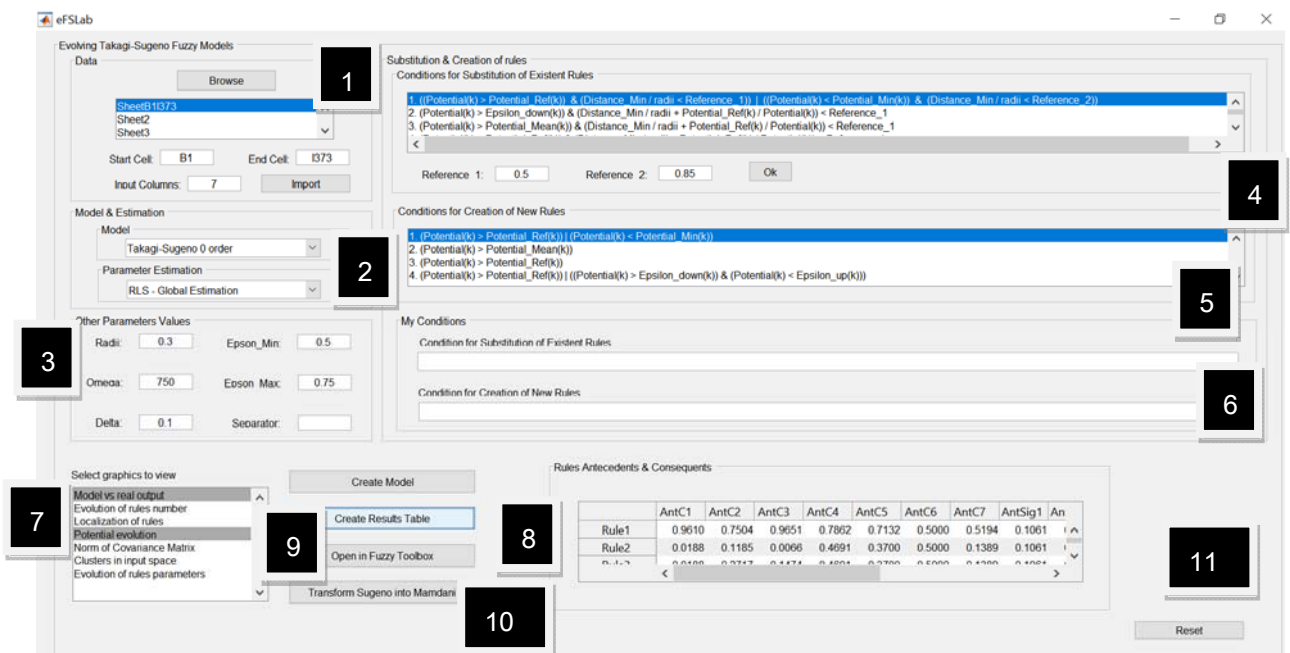 eFSLab
Evolving Takagi-Sugeno Fuzzy Models
Data
Browse
1
SheetB1I373
Sheet2
Sheet3
Start Cell: B1 End Cell: I373
Input Columns: 7 Import
Model & Estimation
Model
Takagi-Sugeno 0 order
Parameter Estimation
RLS - Global Estimation
2
Other Parameters Values
3
Radii: 0.3 Epson_Min: 0.5
Omega: 750 Epson_Max: 0.75
Delta: 0.1 Separator:
Substitution & Creation of rules
Conditions for Substitution of Existent Rules
1. ((Potential(k) > Potential_Ref(k)) & (Distance_Min / radii < Reference_1)) | ((Potential(k) < Potential_Min(k)) & (Distance_Min / radii < Reference_2))
2. (Potential(k) > Epsilon_down(k)) & (Distance_Min / radii + Potential_Ref(k) / Potential(k)) < Reference_1
3. (Potential(k) > Potential_Mean(k)) & (Distance_Min / radii + Potential_Ref(k) / Potential(k)) < Reference_1
Reference 1: 0.5 Reference 2: 0.85 Ok
4
Conditions for Creation of New Rules
1. (Potential(k) > Potential_Ref(k)) | (Potential(k) < Potential_Min(k))
2. (Potential(k) > Potential_Mean(k))
3. (Potential(k) > Potential_Ref(k))
4. (Potential(k) > Potential_Ref(k)) | ((Potential(k) > Epsilon_down(k)) & (Potential(k) < Epsilon_up(k)))
5
My Conditions
Condition for Substitution of Existent Rules
Condition for Creation of New Rules
6
Select graphics to view
7
Model vs real output
Evolution of rules number
Localization of rules
Potential evolution
Norm of Covariance Matrix
Clusters in input space
Evolution of rules parameters
9
Create Model
Create Results Table
Open in Fuzzy Toolbox
Transform Sugeno into Mamdani
10
8
Rules Antecedents & Consequents
AntC1 AntC2 AntC3 AntC4 AntC5 AntC6 AntC7 AntSig1 An
Rule1 0.9610 0.7504 0.9651 0.7862 0.7132 0.5000 0.5194 0.1061
Rule2 0.0188 0.1185 0.0066 0.4691 0.3700 0.5000 0.1389 0.1061
11
Reset